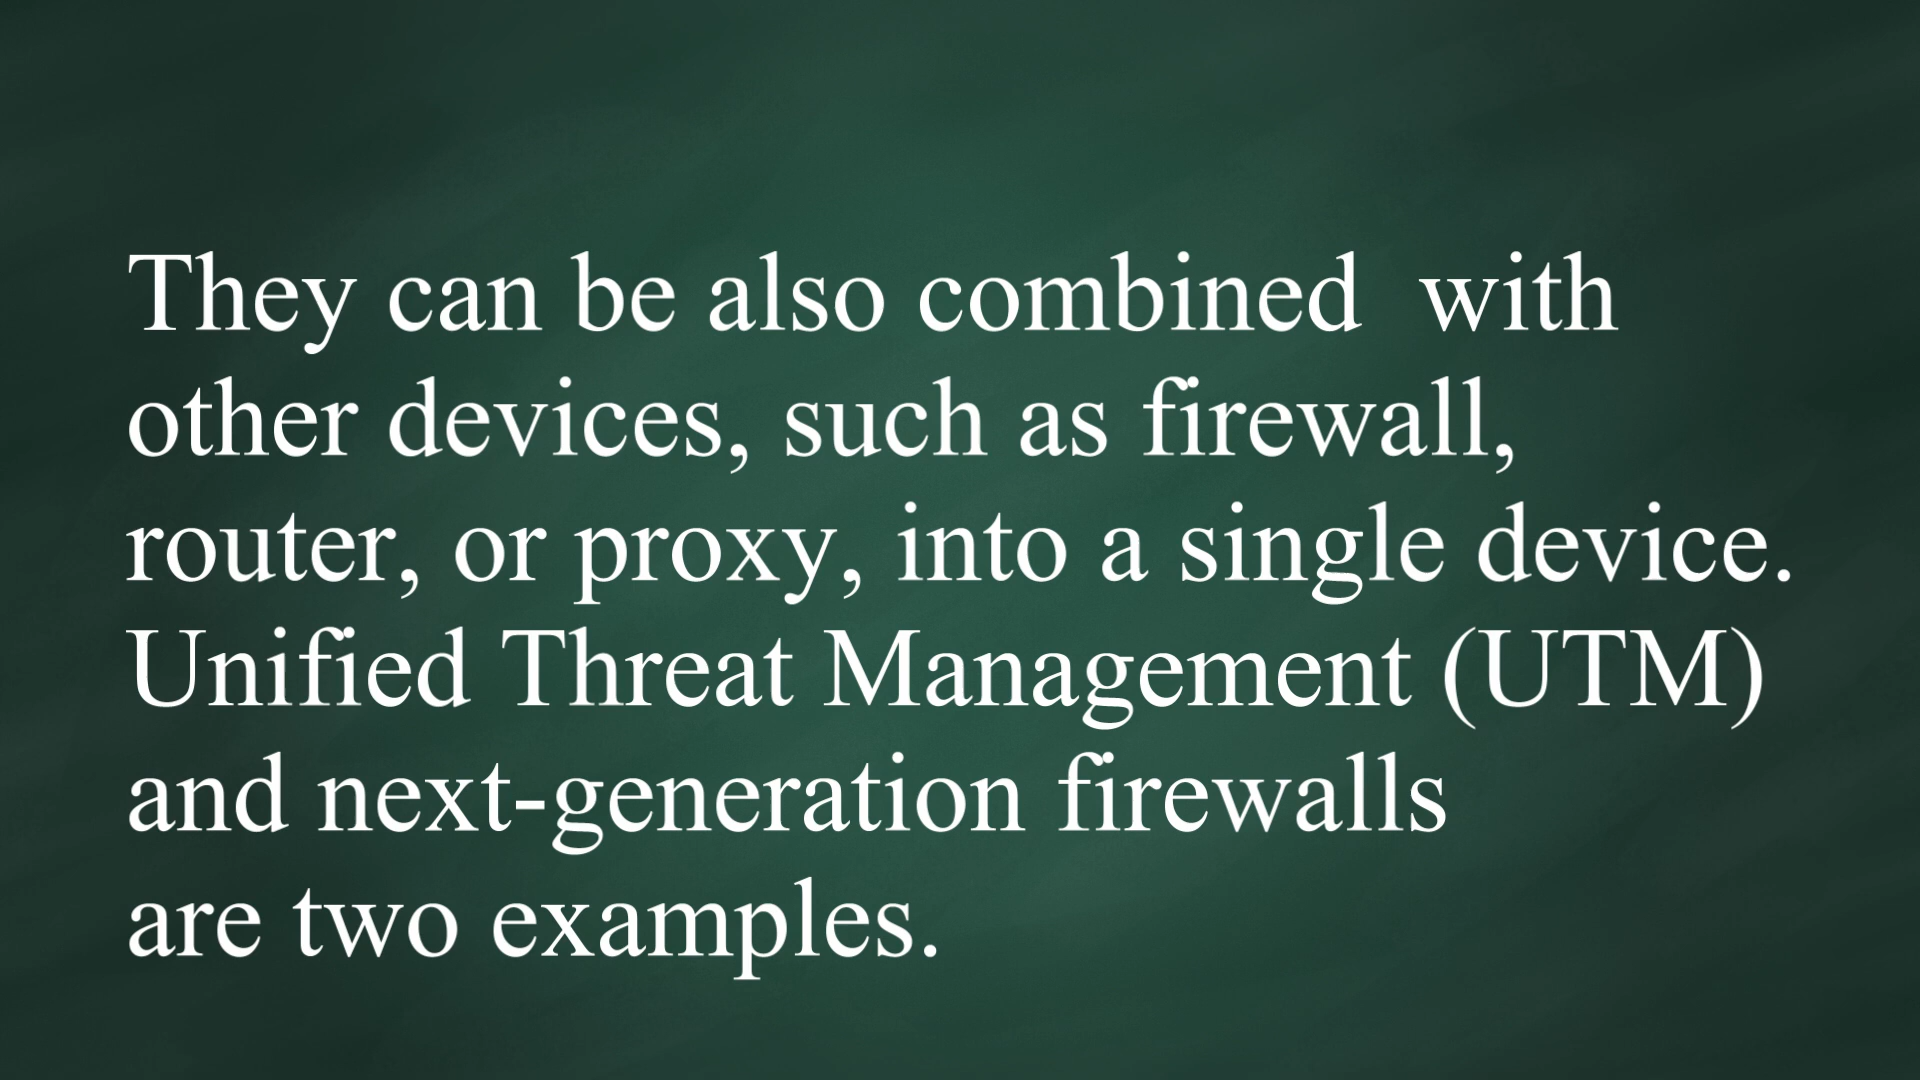 They can be also combined  with
other devices, such as firewall,
router, or proxy, into a single device.
Unified Threat Management (UTM)
and next-generation firewalls
are two examples.